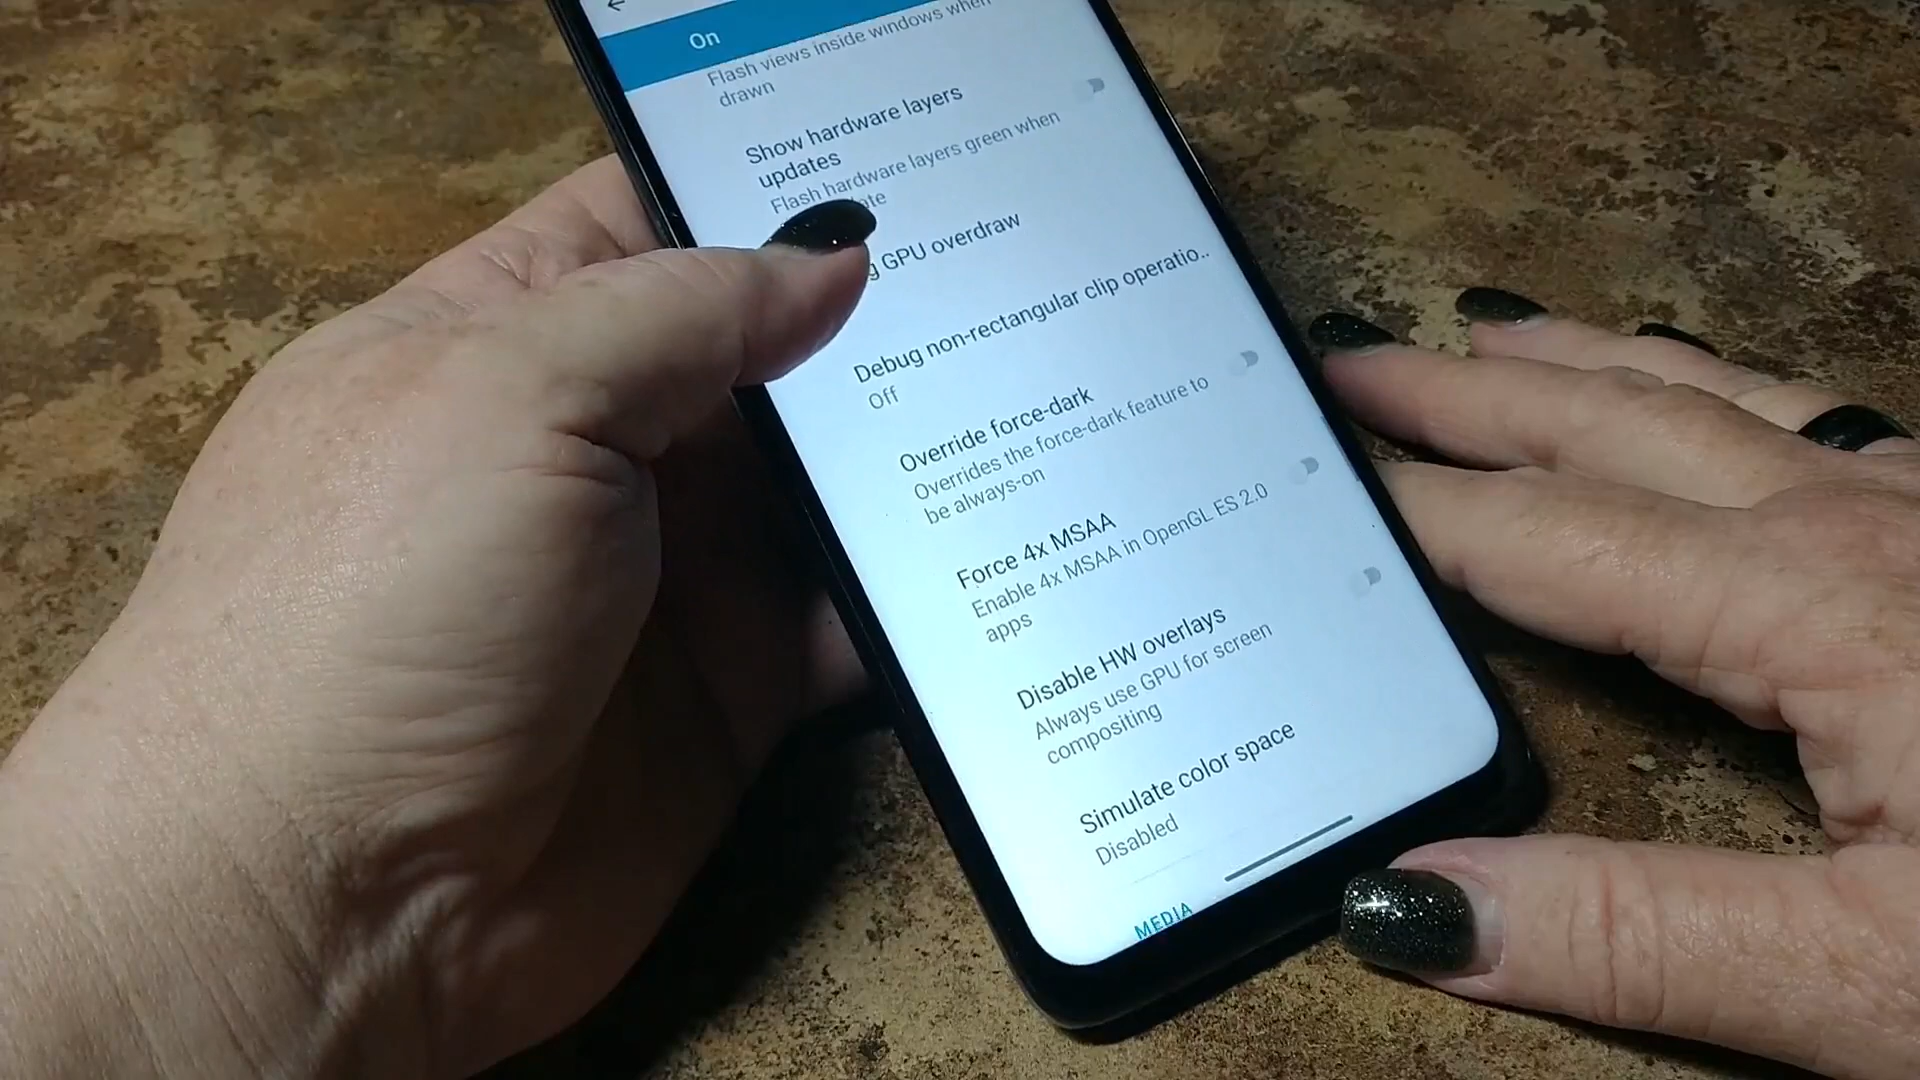 On
Flash views inside windows when
drawn
Show hardware layers
updates
Flash hardware layers green when
GPU overdraw
Debug non-rectangular clip operatio..
Off
Override force-dark
Overrides the force-dark feature to
be always-on
Force 4x MSAA
Enable 4x MSAA in OpenGL ES 2.0
apps
Disable HW overlays
Always use GPU for screen
compositing
Simulate color space
Disabled
MEDIA